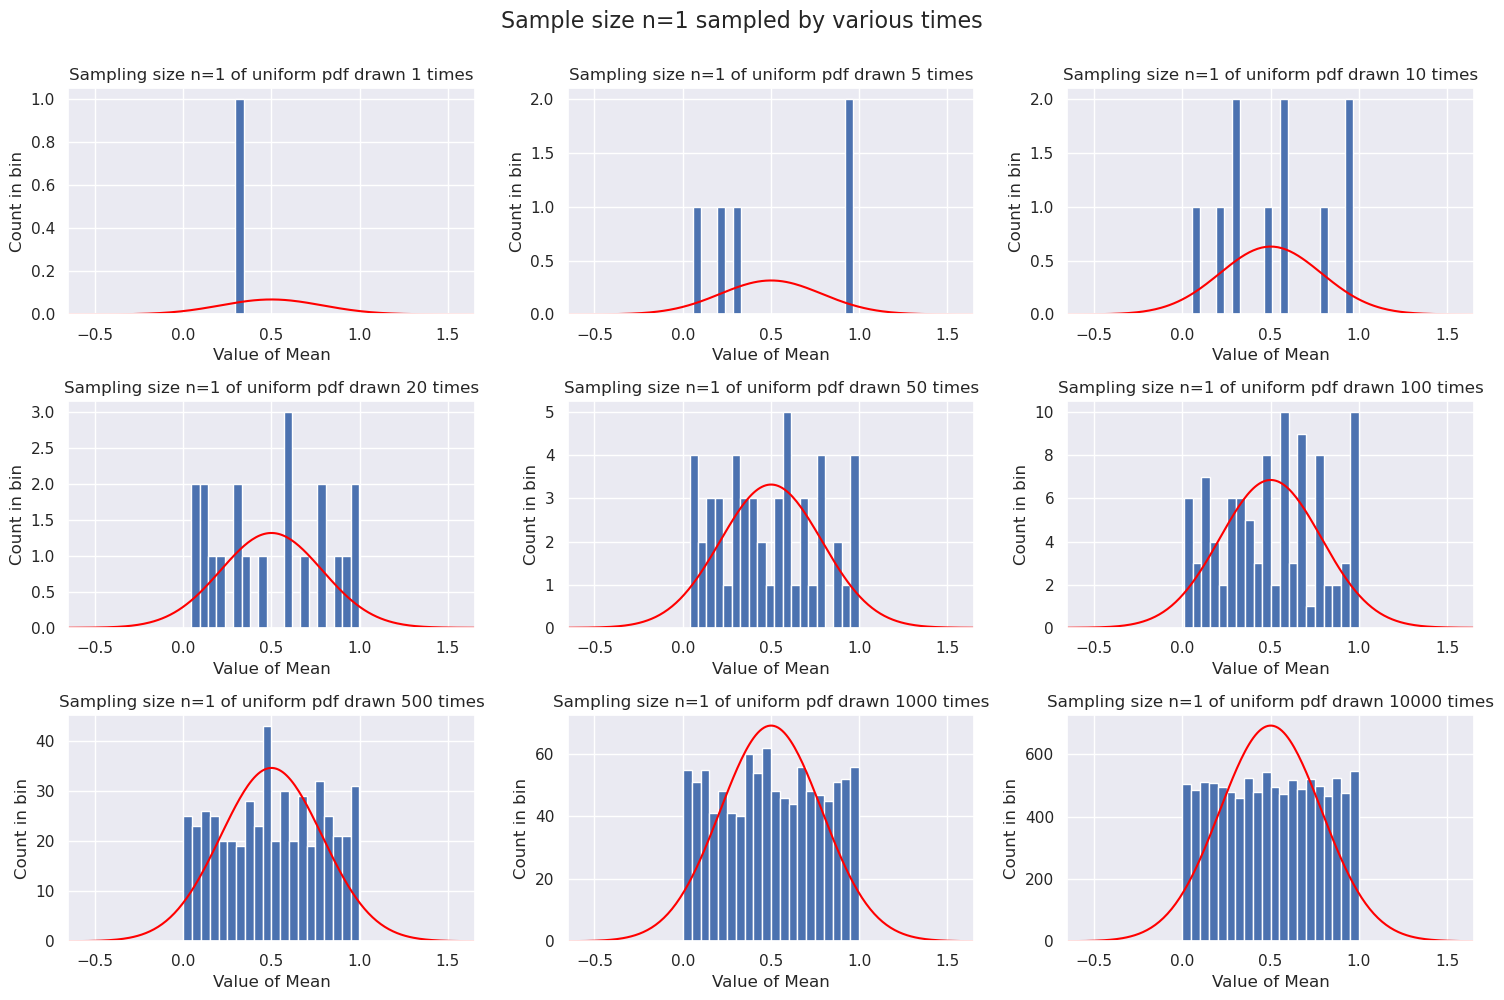 Sample size n=1 sampled by various times
Sampling size n=1 of uniform pdf drawn 1 times
1.0
0.8
0.6
0.4
0.2
0.0
Count in bin
−0.5 0.0 0.5 1.0 1.5
Value of Mean
Sampling size n=1 of uniform pdf drawn 5 times
2.0
1.5
1.0
0.5
0.0
Count in bin
−0.5 0.0 0.5 1.0 1.5
Value of Mean
Sampling size n=1 of uniform pdf drawn 10 times
2.0
1.5
1.0
0.5
0.0
Count in bin
−0.5 0.0 0.5 1.0 1.5
Value of Mean
Sampling size n=1 of uniform pdf drawn 20 times
3.0
2.5
2.0
1.5
1.0
0.5
0.0
Count in bin
−0.5 0.0 0.5 1.0 1.5
Value of Mean
Sampling size n=1 of uniform pdf drawn 50 times
5
4
3
2
1
0
Count in bin
−0.5 0.0 0.5 1.0 1.5
Value of Mean
Sampling size n=1 of uniform pdf drawn 100 times
10
8
6
4
2
0
Count in bin
−0.5 0.0 0.5 1.0 1.5
Value of Mean
Sampling size n=1 of uniform pdf drawn 500 times
40
30
20
10
0
Count in bin
−0.5 0.0 0.5 1.0 1.5
Value of Mean
Sampling size n=1 of uniform pdf drawn 1000 times
60
40
20
0
Count in bin
−0.5 0.0 0.5 1.0 1.5
Value of Mean
Sampling size n=1 of uniform pdf drawn 10000 times
600
400
200
0
Count in bin
−0.5 0.0 0.5 1.0 1.5
Value of Mean